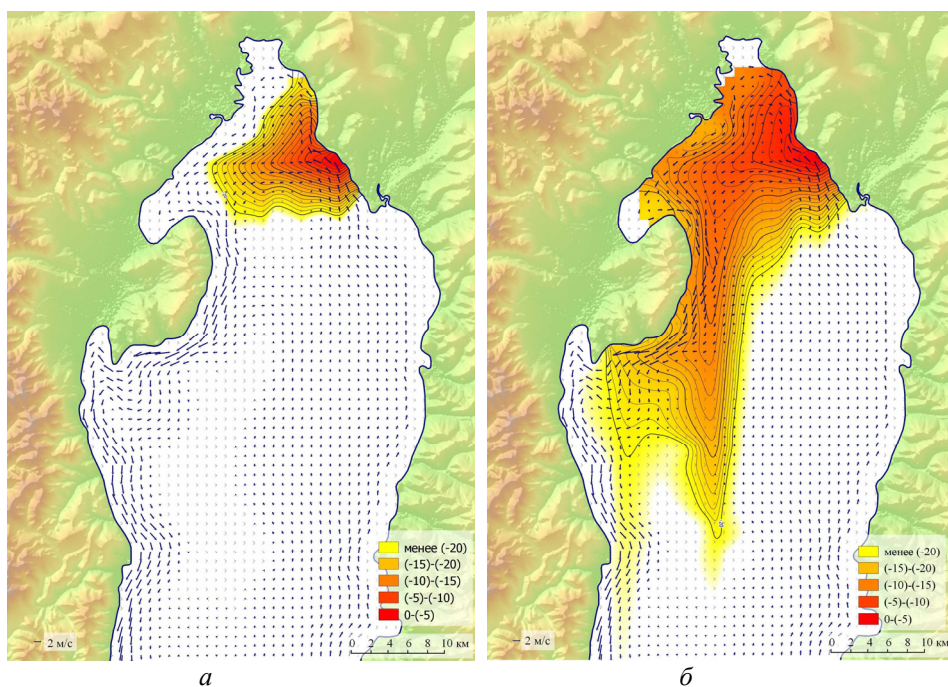 менее (-20)
(-15)-(-20)
(-10)-(-15)
(-5)-(-10)
0-(-5)
2 м/с
0 2 4 6 8 10 км
менее (-20)
(-15)-(-20)
(-10)-(-15)
(-5)-(-10)
0-(-5)
2 м/с
0 2 4 6 8 10 км
а
б